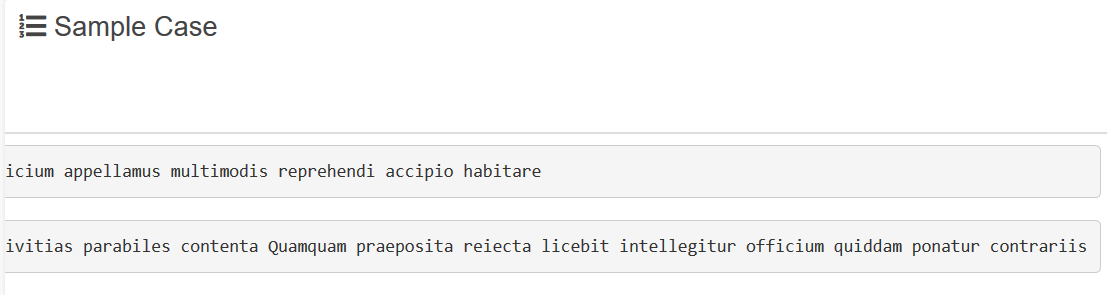 Sample Case
icium appellamus multimodis reprehendi accipio habitare
ivitias parabiles contenta Quamquam praeposita reiecta licebit intellegitur officium quiddam ponatur contrariis